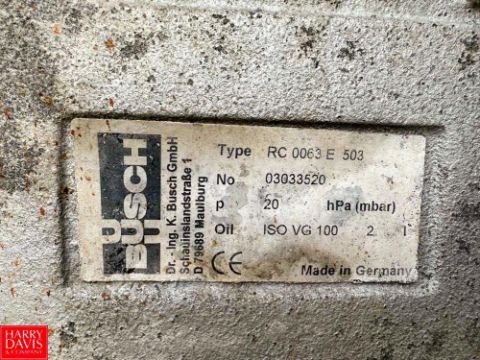 BUSCH
Dr. - Ing. K. Busch GmbH
Schauinslandstraße 1
D 79689 Maulburg
Type RC 0063 E 503
No 03033520
p 20 hPa (mbar)
Oil ISO VG 100 2 l
CE
Made in Germany
HARRY
DAVIS
& COMPANY